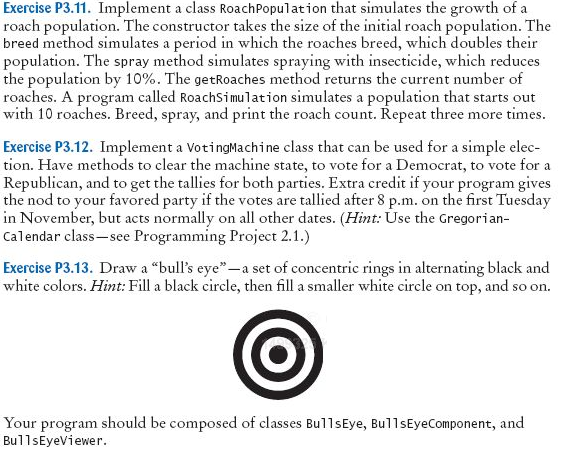 Exercise P3.11. Implement a class RoachPopulation that simulates the growth of a
roach population. The constructor takes the size of the initial roach population. The
breed method simulates a period in which the roaches breed, which doubles their
population. The spray method simulates spraying with insecticide, which reduces
the population by 10%. The getRoaches method returns the current number of
roaches. A program called RoachSimulation simulates a population that starts out
with 10 roaches. Breed, spray, and print the roach count. Repeat three more times.
Exercise P3.12. Implement a VotingMachine class that can be used for a simple elec-
tion. Have methods to clear the machine state, to vote for a Democrat, to vote for a
Republican, and to get the tallies for both parties. Extra credit if your program gives
the nod to your favored party if the votes are tallied after 8 p.m. on the first Tuesday
in November, but acts normally on all other dates. (Hint: Use the Gregorian-
Calendar class—see Programming Project 2.1.)
Exercise P3.13. Draw a “bull’s eye”—a set of concentric rings in alternating black and
white colors. Hint: Fill a black circle, then fill a smaller white circle on top, and so on.
Your program should be composed of classes BullsEye, BullsEyeComponent, and
BullsEyeViewer.